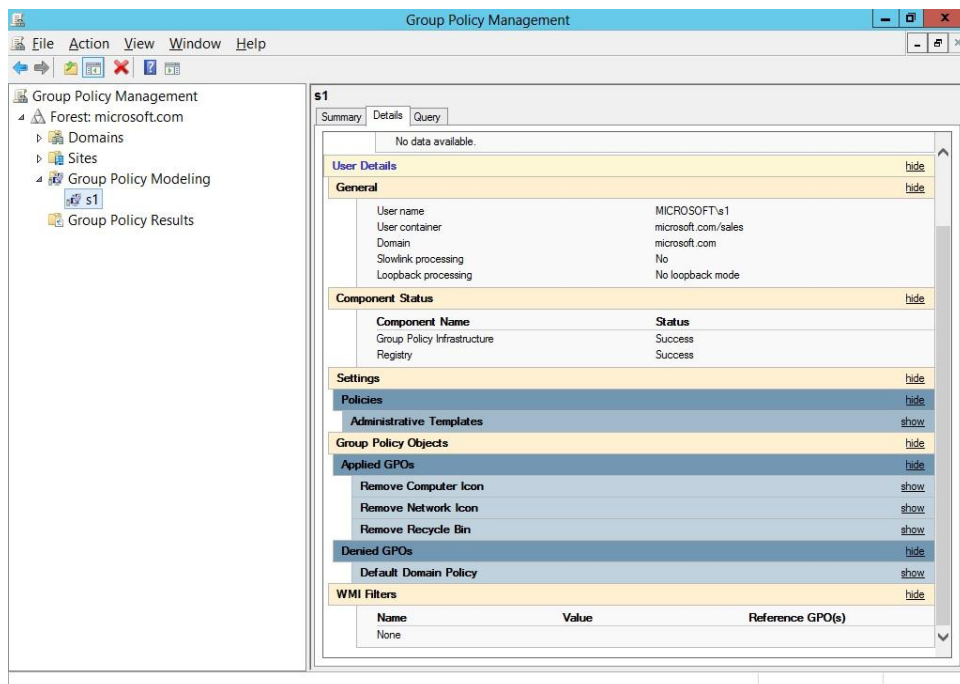 Group Policy Management
File Action View Window Help
Group Policy Management
Forest: microsoft.com
Domains
Sites
Group Policy Modeling
s1
Group Policy Results
s1
Summary Details Query
No data available.
User Details hide
General hide
User name MICROSOFT\s1
User container microsoft.com/sales
Domain microsoft.com
Slowlink processing No
Loopback processing No loopback mode
Component Status hide
Component Name Status
Group Policy Infrastructure Success
Registry Success
Settings hide
Policies hide
Administrative Templates show
Group Policy Objects hide
Applied GPOs hide
Remove Computer Icon show
Remove Network Icon show
Remove Recycle Bin show
Denied GPOs hide
Default Domain Policy show
WMI Filters hide
Name Value Reference GPO(s)
None